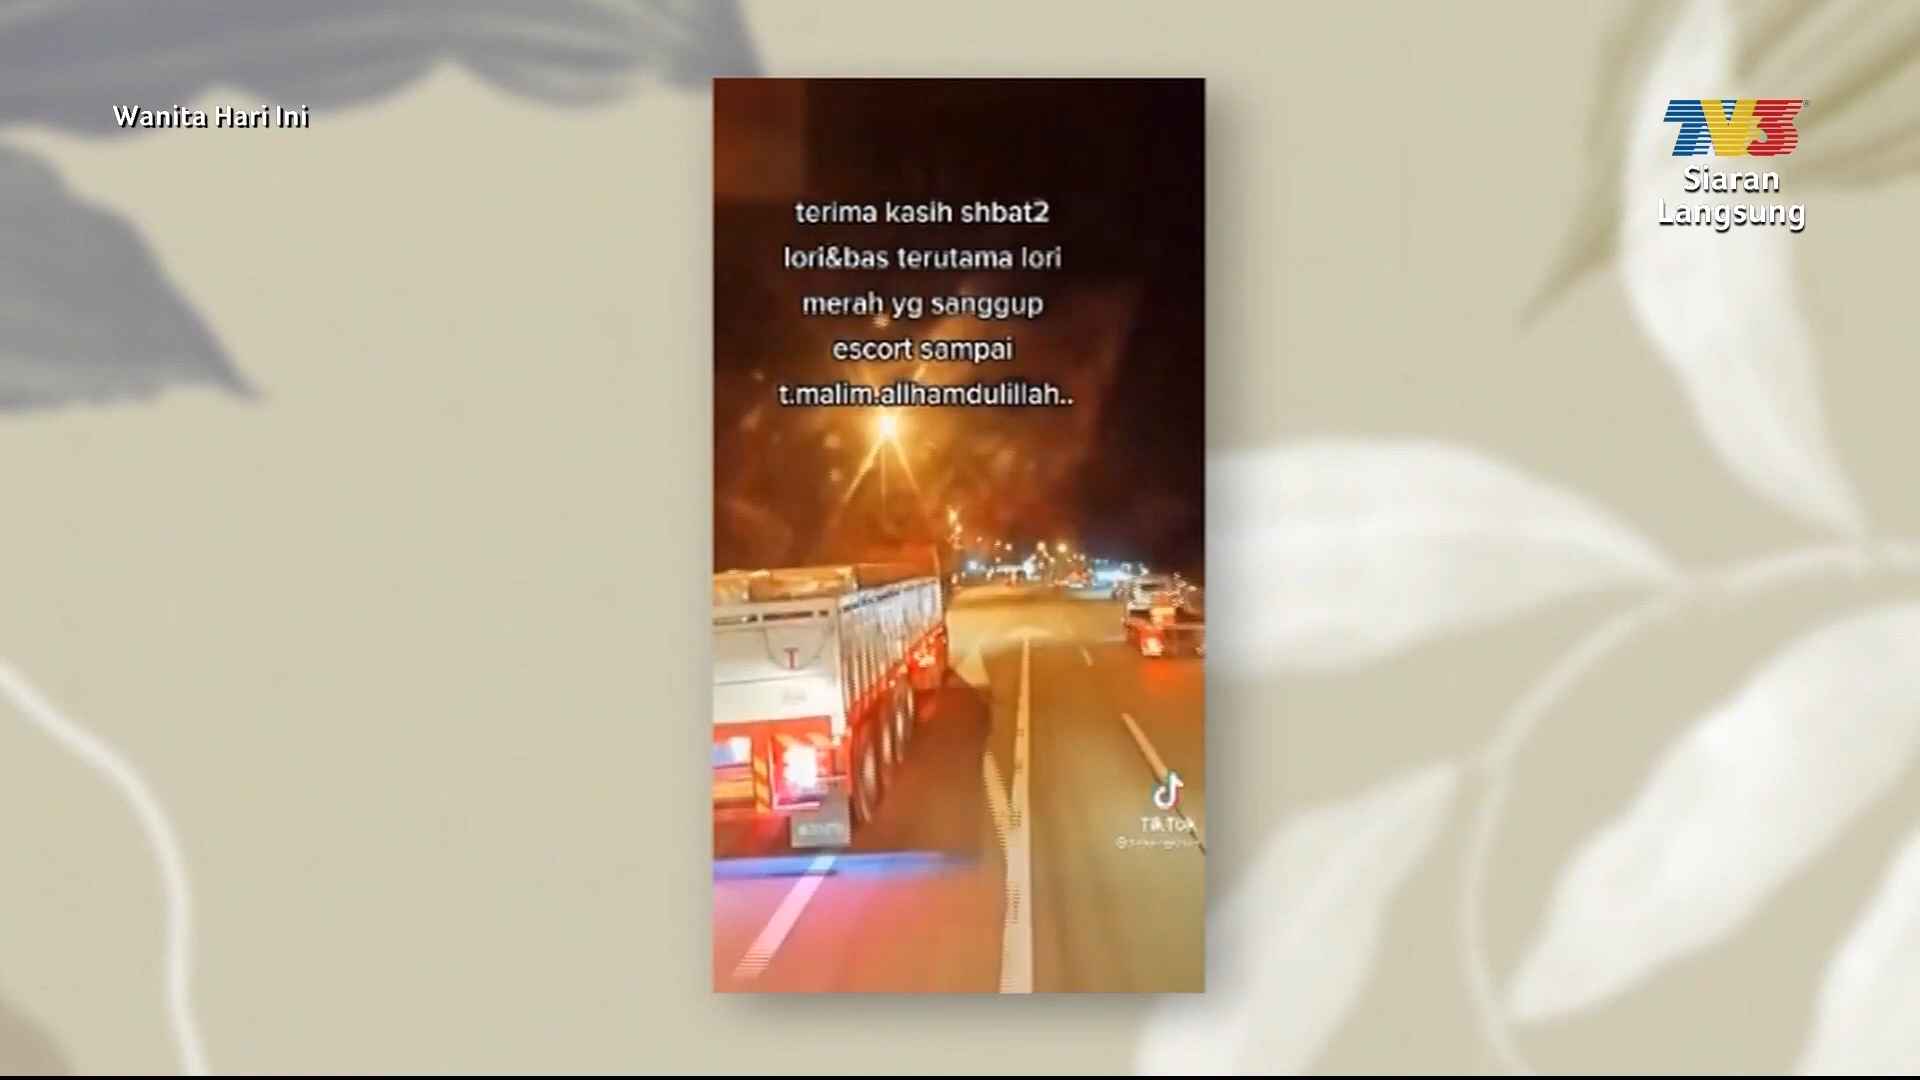 Wanita Hari Ini
TV3
Siaran
Langsung
terima kasih shbat2
lori&bas terutama lori
merah yg sanggup
escort sampai
t.malim.allhamdulillah..
TikTok